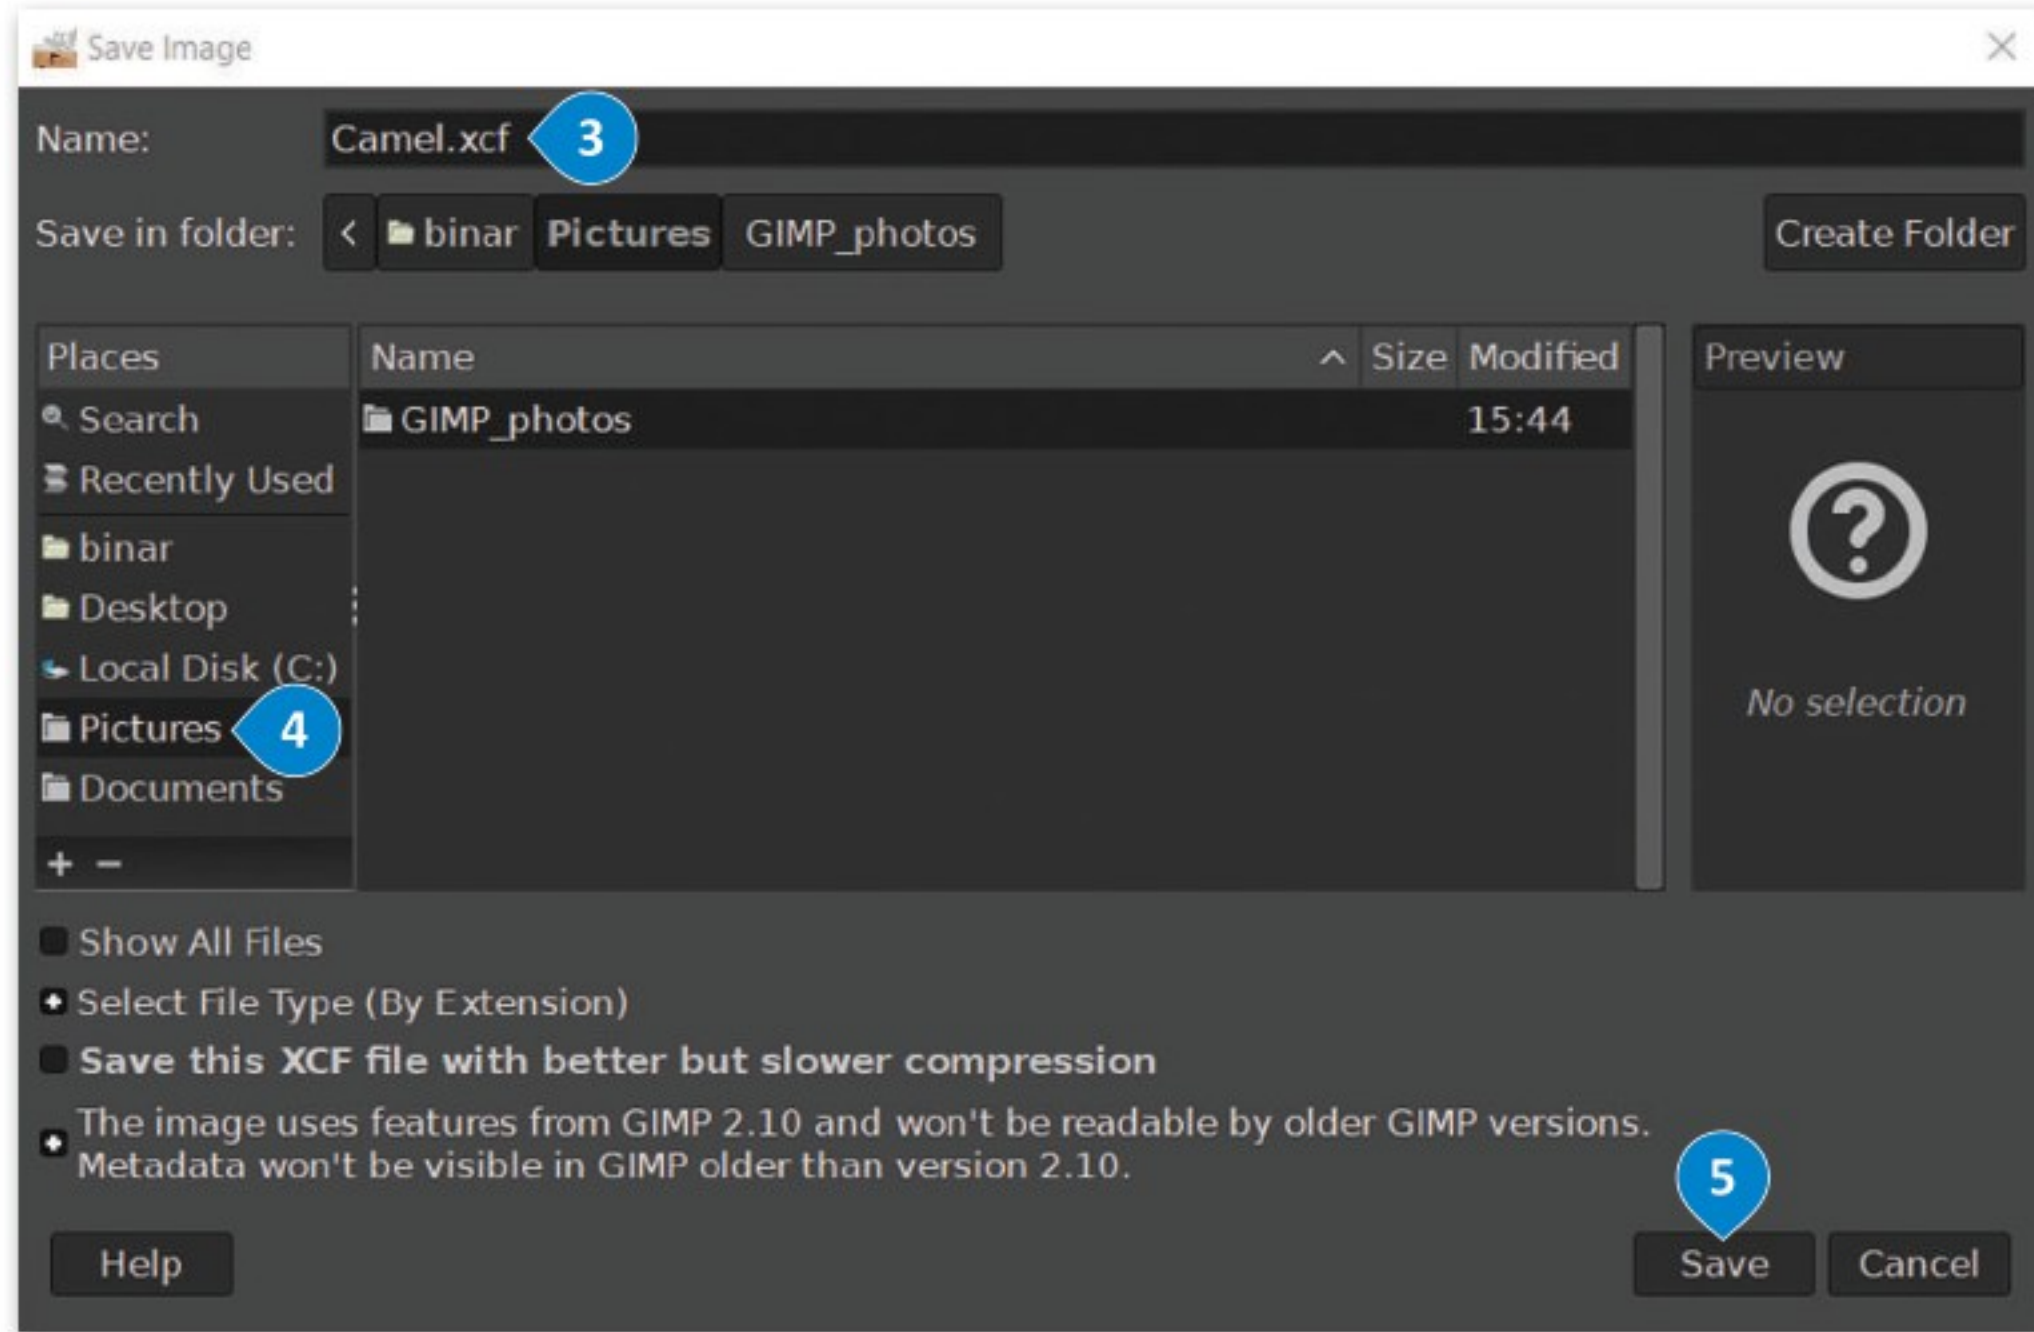 Save Image
Name: Camel.xcf 3
Save in folder: < binar Pictures GIMP_photos Create Folder
Places Name Size Modified Preview
Search GIMP_photos 15:44
Recently Used
binar
Desktop
Local Disk (C:)
No selection
Pictures 4
Documents
+ −
Show All Files
Select File Type (By Extension)
Save this XCF file with better but slower compression
The image uses features from GIMP 2.10 and won't be readable by older GIMP versions.
Metadata won't be visible in GIMP older than version 2.10.
5
Help Save Cancel